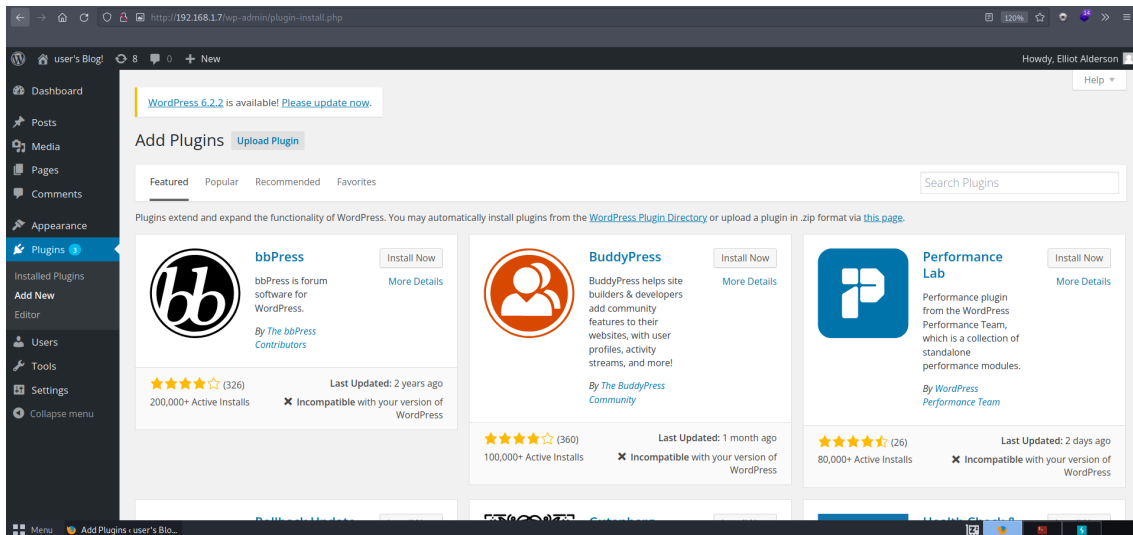 http://192.168.1.7/wp-admin/plugin-install.php
120%
14
user's Blog! 8 0 + New
Howdy, Elliot Alderson
Help
Dashboard
Posts
Media
Pages
Comments
Appearance
Plugins 3
Installed Plugins
Add New
Editor
Users
Tools
Settings
Collapse menu
WordPress 6.2.2 is available! Please update now.
Add Plugins Upload Plugin
Featured Popular Recommended Favorites
Search Plugins
Plugins extend and expand the functionality of WordPress. You may automatically install plugins from the WordPress Plugin Directory or upload a plugin in .zip format via this page.
bb
bbPress
Install Now
More Details
bbPress is forum
software for
WordPress.
By The bbPress
Contributors
(326)
200,000+ Active Installs
Last Updated: 2 years ago
Incompatible with your version of
WordPress
BuddyPress
Install Now
More Details
BuddyPress helps site
builders & developers
add community
features to their
websites, with user
profiles, activity
streams, and more!
By The BuddyPress
Community
(360)
100,000+ Active Installs
Last Updated: 1 month ago
Incompatible with your version of
WordPress
Performance
Lab
Install Now
More Details
Performance plugin
from the WordPress
Performance Team,
which is a collection of
standalone
performance modules.
By WordPress
Performance Team
(26)
80,000+ Active Installs
Last Updated: 2 days ago
Incompatible with your version of
WordPress
Menu
Add Plugins ‹ user's Blo...